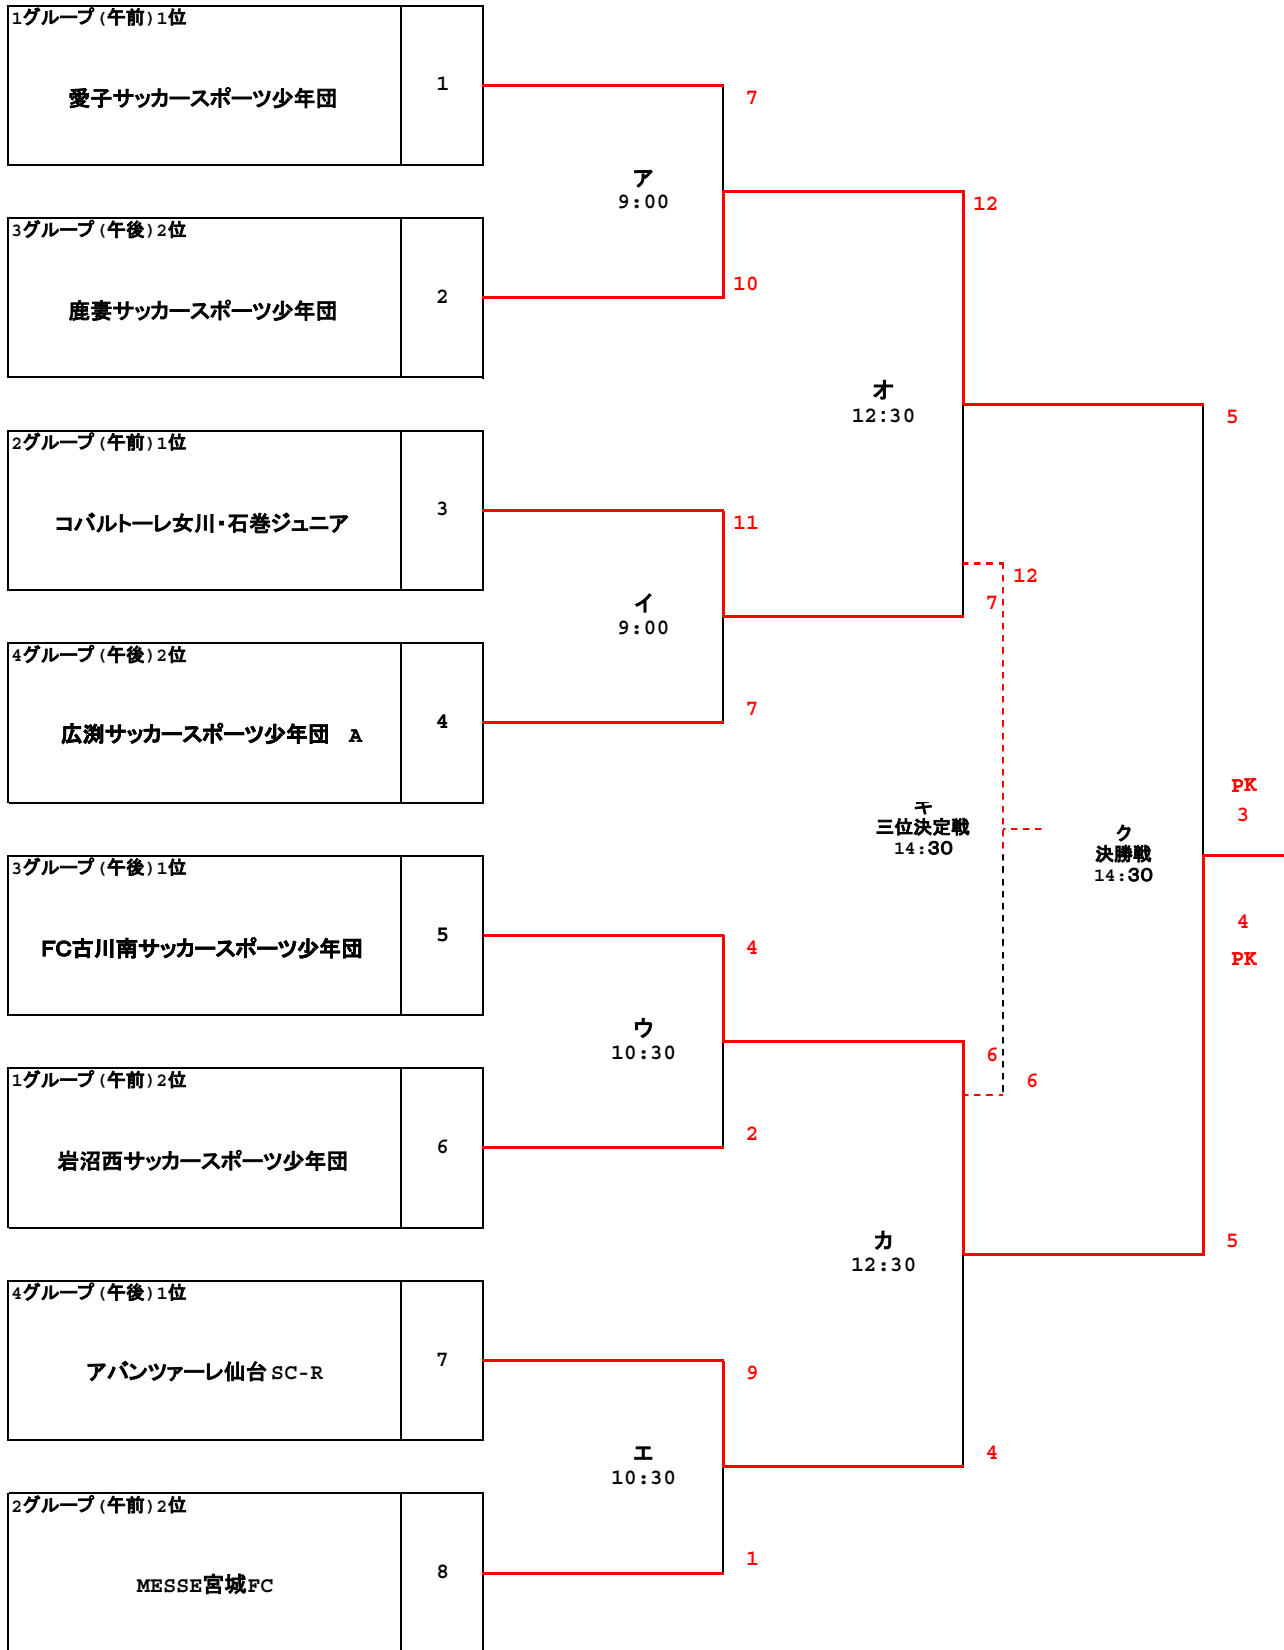 1グループ(午前)1位
愛子サッカースポーツ少年団
1
7
ア
9:00
12
3グループ(午後)2位
鹿妻サッカースポーツ少年団
2
10
オ
12:30
5
2グループ(午前)1位
コバルトーレ女川・石巻ジュニア
3
11
12
7
イ
9:00
4グループ(午後)2位
広渕サッカースポーツ少年団 A
4
7
PK
3
キ
三位決定戦
14:30
ク
決勝戦
14:30
3グループ(午後)1位
FC古川南サッカースポーツ少年団
5
4
4
PK
ウ
10:30
6
6
1グループ(午前)2位
岩沼西サッカースポーツ少年団
6
2
カ
12:30
5
4グループ(午後)1位
アバンツァーレ仙台SC-R
7
9
エ
10:30
4
2グループ(午前)2位
MESSE宮城FC
8
1